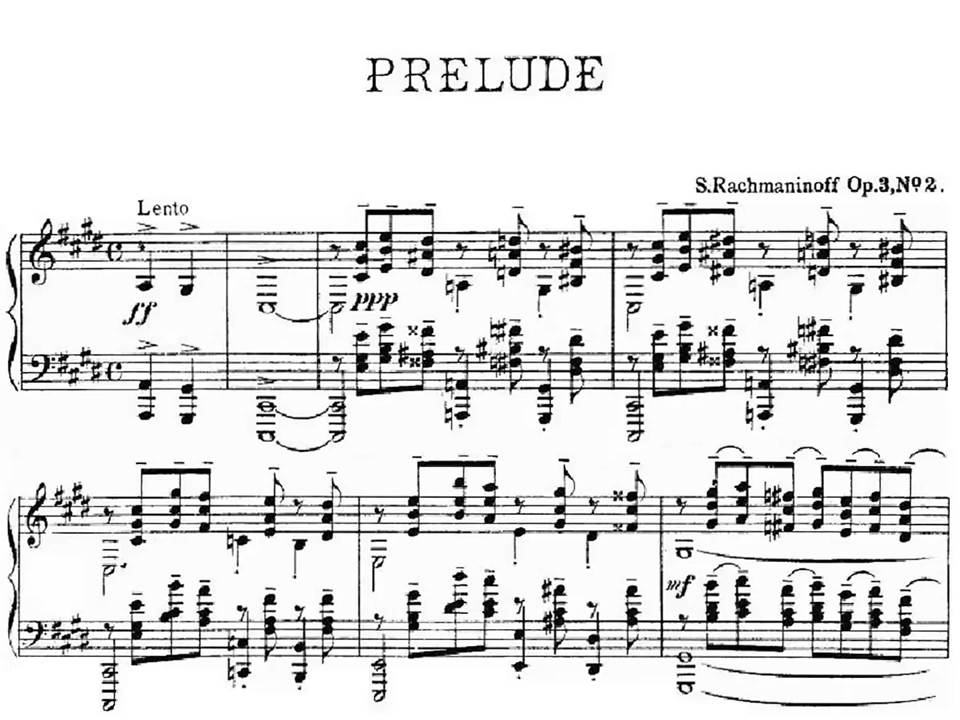 PRELUDE
S.Rachmaninoff Op.3,No2.
Lento
ff
ppp
mf